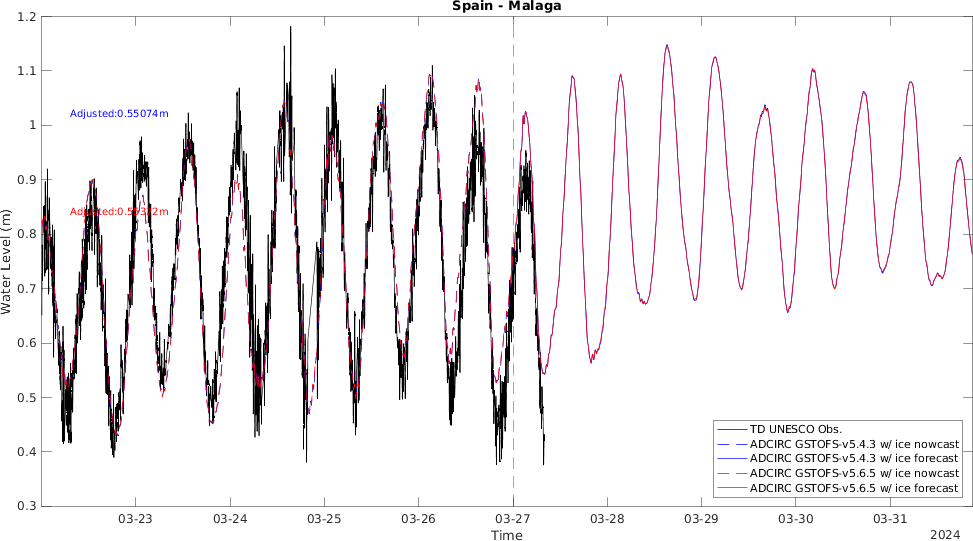 Spain - Malaga
1.2
1.1
1
0.9
0.8
0.7
0.6
0.5
0.4
0.3
Water Level (m)
Adjusted:0.55074m
Adjusted:0.55372m
TD UNESCO Obs.
ADCIRC GSTOFS-v5.4.3 w/ ice nowcast
ADCIRC GSTOFS-v5.4.3 w/ ice forecast
ADCIRC GSTOFS-v5.6.5 w/ ice nowcast
ADCIRC GSTOFS-v5.6.5 w/ ice forecast
03-23 03-24 03-25 03-26 03-27 03-28 03-29 03-30 03-31
Time
2024